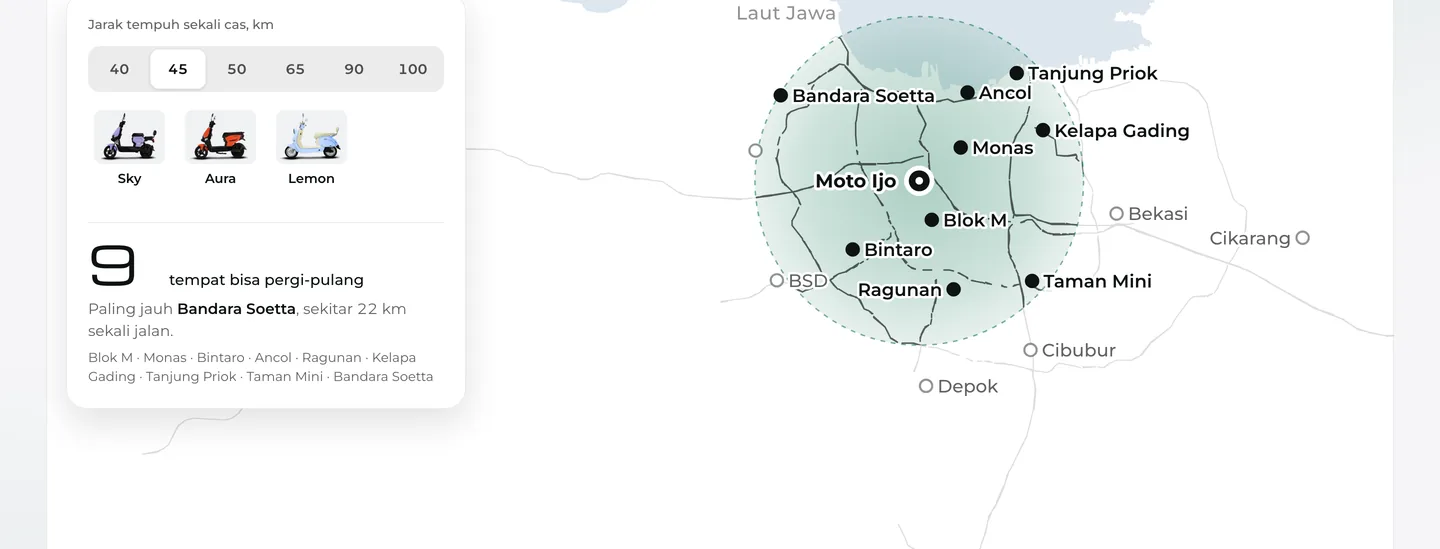 Jarak tempuh sekali cas, km
40 45 50 65 90 100
Sky Aura Lemon
9 tempat bisa pergi-pulang
Paling jauh Bandara Soetta, sekitar 22 km
sekali jalan.
Blok M · Monas · Bintaro · Ancol · Ragunan · Kelapa
Gading · Tanjung Priok · Taman Mini · Bandara Soetta
Laut Jawa
Tanjung Priok
Bandara Soetta
Ancol
Kelapa Gading
Monas
Moto Ijo
Blok M
Bekasi
Cikarang
Bintaro
BSD
Taman Mini
Ragunan
Cibubur
Depok